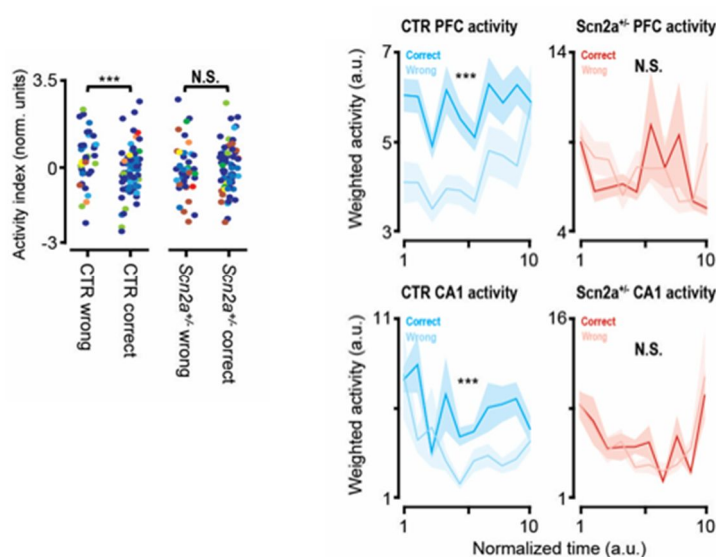 Activity index (norm. units)
3.5
0
-3
***
N.S.
CTR wrong
CTR correct
Scn2a+/- wrong
Scn2a+/- correct
CTR PFC activity
Weighted activity (a.u.)
7
5
3
Correct
Wrong
***
1
10
Scn2a+/- PFC activity
14
4
Correct
Wrong
N.S.
1
10
CTR CA1 activity
Weighted activity (a.u.)
11
1
Correct
Wrong
***
1
10
Scn2a+/- CA1 activity
16
1
Correct
Wrong
N.S.
1
10
Normalized time (a.u.)